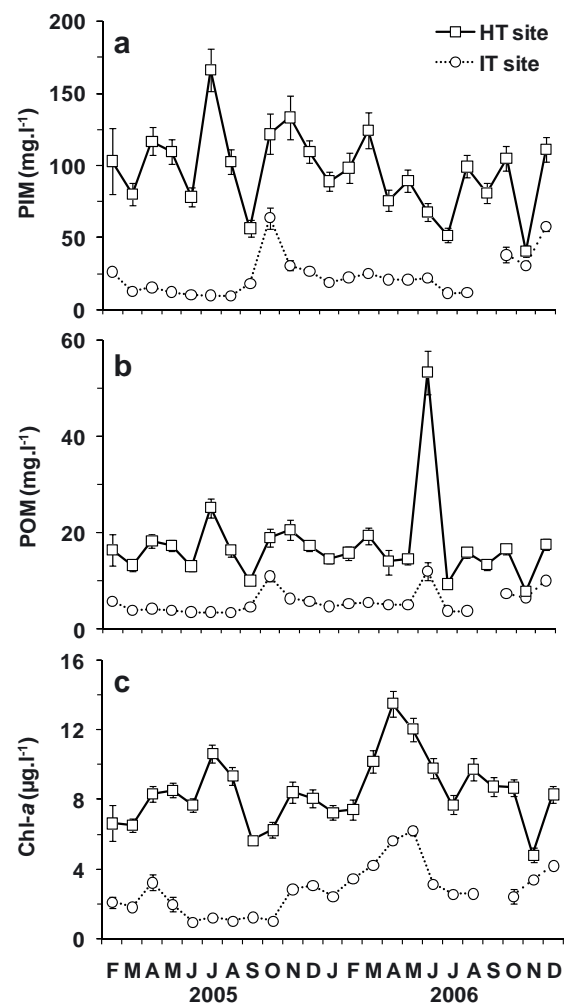 200
a
HT site
IT site
150
100
50
0
PIM (mg.l-1)
60
b
40
20
0
POM (mg.l-1)
16
c
12
8
4
0
Chl-a (µg.l-1)
F M A M J J A S O N D J F M A M J J A S O N D
2005 2006